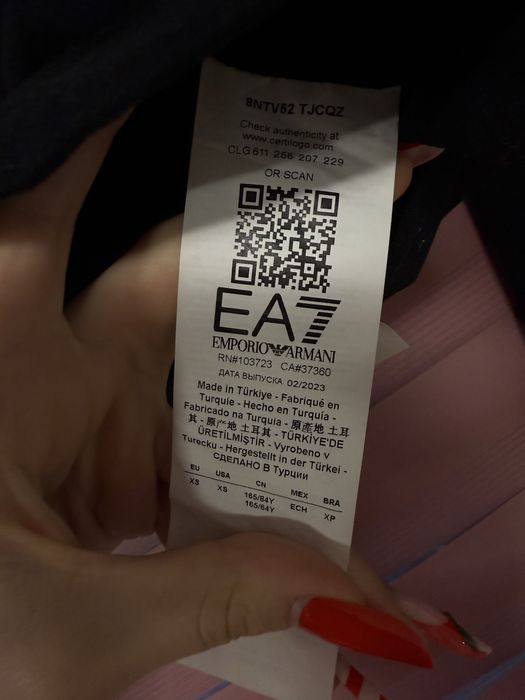 8NTV52 TJCQZ
Check authenticity at
www.certilogo.com
CLG 611 256 207 229
OR SCAN
EA7
EMPORIO ARMANI
RN#103723 CA#37360
ДАТА ВЫПУСКА 02/2023
Made in Türkiye - Fabriqué en
Turquie - Hecho en Turquía -
Fabricado na Turquia - 原產地 土耳
其 - 原产地 土耳其 - TÜRKİYE'DE
ÜRETİLMİŞTİR - Vyrobeno v
Turecku - Hergestellt in der Türkei -
СДЕЛАНО В Турции
EU USA CN MEX BRA
XS XS 165/84Y ECH XP
165/64Y